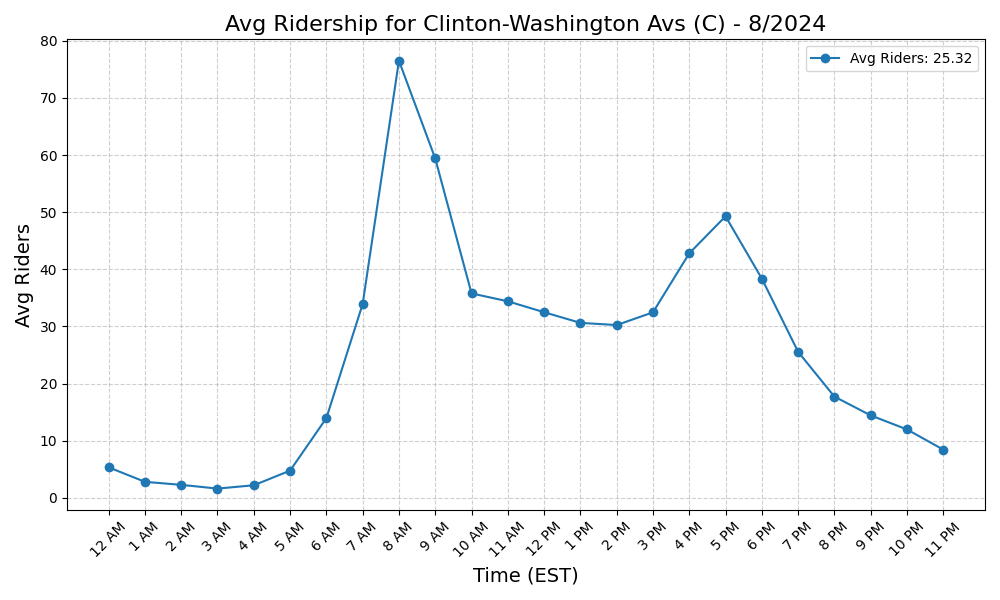 Avg Ridership for Clinton-Washington Avs (C) - 8/2024
Avg Riders: 25.32
80
70
60
50
40
30
20
10
0
Avg Riders
12 AM
1 AM
2 AM
3 AM
4 AM
5 AM
6 AM
7 AM
8 AM
9 AM
10 AM
11 AM
12 PM
1 PM
2 PM
3 PM
4 PM
5 PM
6 PM
7 PM
8 PM
9 PM
10 PM
11 PM
Time (EST)